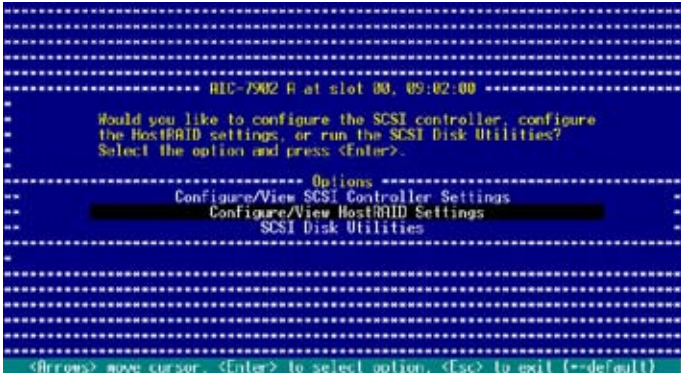 AIC-7902 A at slot 00, 09:02:00
Would you like to configure the SCSI controller, configure
the HostRAID settings, or run the SCSI Disk Utilities?
Select the option and press <Enter>.
Options
Configure/View SCSI Controller Settings
Configure/View HostRAID Settings
SCSI Disk Utilities
<Arrows> move cursor, <Enter> to select option, <Esc> to exit (*=default)